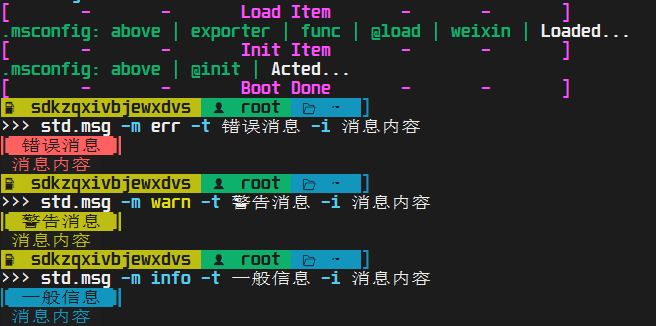 [ - - Load Item - - ]
.msconfig: above | exporter | func | @load | weixin | Loaded...
[ - - Init Item - - ]
.msconfig: above | @init | Acted...
[ - - Boot Done - - ]
sdkzqxivbjewxdvs root ~ ]
>>> std.msg -m err -t 错误消息 -i 消息内容
| 错误消息 |
消息内容
sdkzqxivbjewxdvs root ~ ]
>>> std.msg -m warn -t 警告消息 -i 消息内容
| 警告消息 |
消息内容
sdkzqxivbjewxdvs root ~ ]
>>> std.msg -m info -t 一般信息 -i 消息内容
| 一般信息 |
消息内容